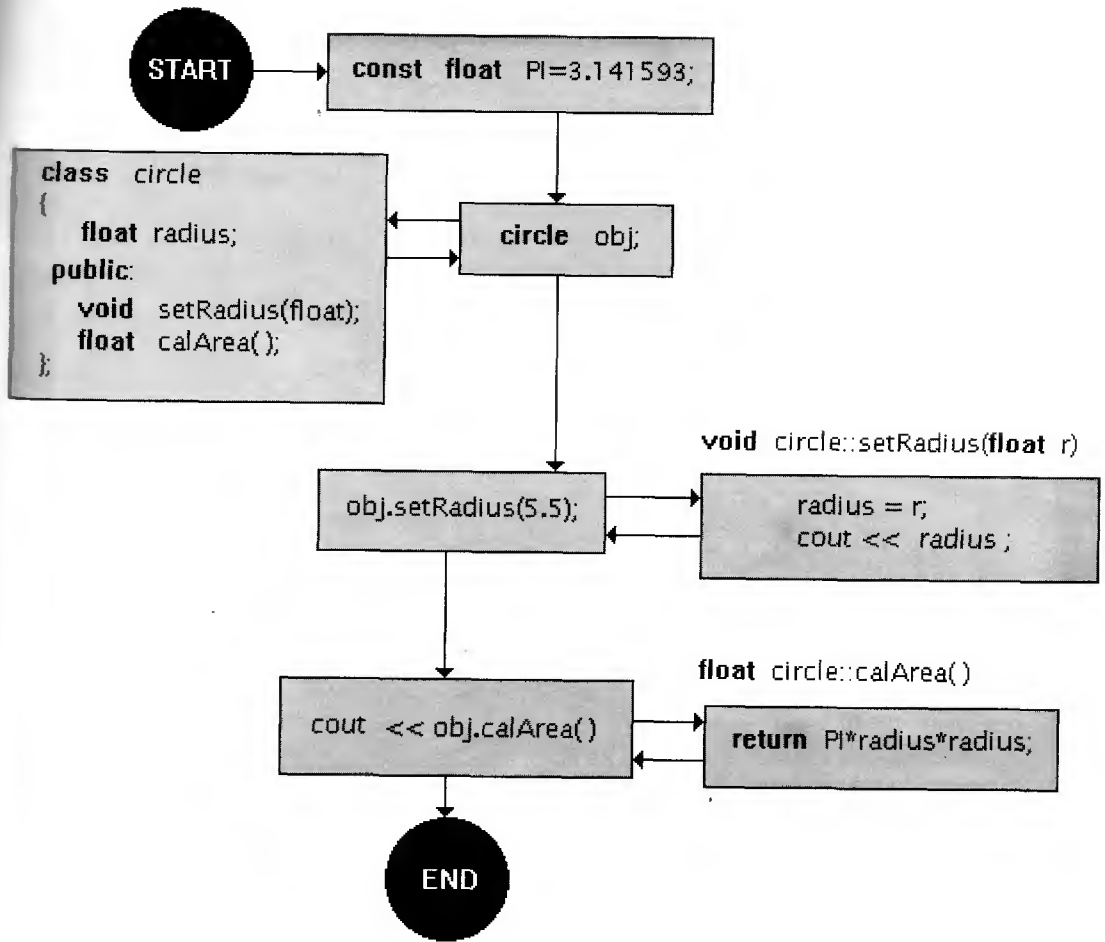 START
const float PI=3.141593;
class circle
{
float radius;
public:
void setRadius(float);
float calArea();
};
circle obj;
void circle::setRadius(float r)
obj.setRadius(5.5);
radius = r;
cout << radius ;
float circle::calArea()
cout << obj.calArea()
return PI*radius*radius;
END